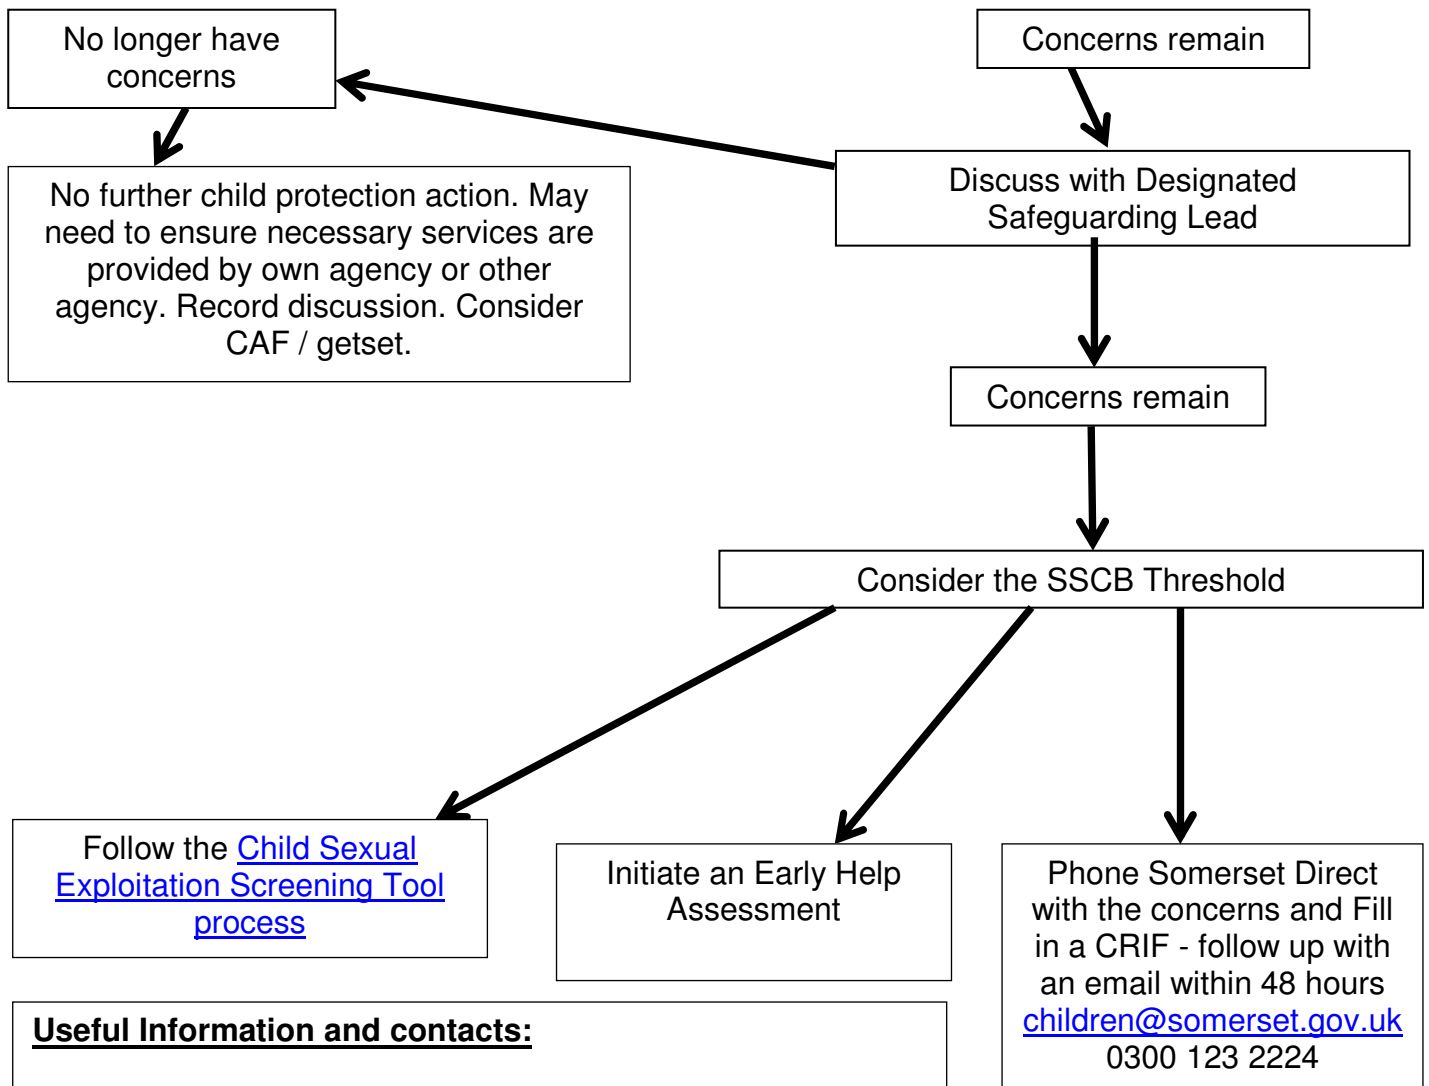 No longer have
concerns
Concerns remain
Discuss with Designated
Safeguarding Lead
No further child protection action. May
need to ensure necessary services are
provided by own agency or other
agency. Record discussion. Consider
CAF / getset.
Concerns remain
Consider the SSCB Threshold
Follow the Child Sexual
Exploitation Screening Tool
process
Initiate an Early Help
Assessment
Phone Somerset Direct
with the concerns and Fill
in a CRIF - follow up with
an email within 48 hours
children@somerset.gov.uk
0300 123 2224
Useful Information and contacts: